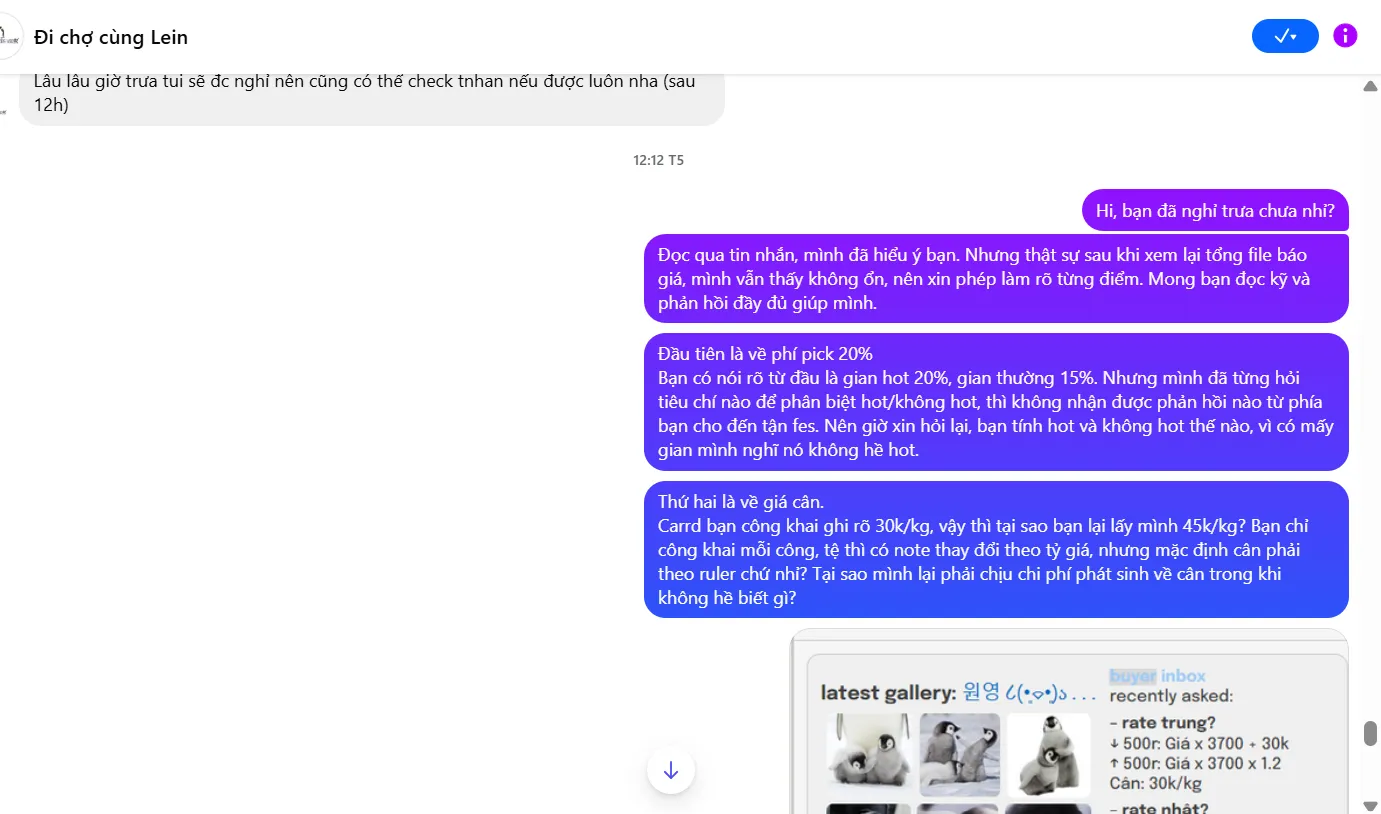 Đi chợ cùng Lein
Lâu lâu giờ trưa tui sẽ đc nghỉ nên cũng có thể check tnhan nếu được luôn nha (sau
12h)
12:12 T5
Hi, bạn đã nghỉ trưa chưa nhỉ?
Đọc qua tin nhắn, mình đã hiểu ý bạn. Nhưng thật sự sau khi xem lại tổng file báo
giá, mình vẫn thấy không ổn, nên xin phép làm rõ từng điểm. Mong bạn đọc kỹ và
phản hồi đầy đủ giúp mình.
Đầu tiên là về phí pick 20%
Bạn có nói rõ từ đầu là gian hot 20%, gian thường 15%. Nhưng mình đã từng hỏi
tiêu chí nào để phân biệt hot/không hot, thì không nhận được phản hồi nào từ phía
bạn cho đến tận fes. Nên giờ xin hỏi lại, bạn tính hot và không hot thế nào, vì có mấy
gian mình nghĩ nó không hề hot.
Thứ hai là về giá cân.
Carrd bạn công khai ghi rõ 30k/kg, vậy thì tại sao bạn lại lấy mình 45k/kg? Bạn chỉ
công khai mỗi công, tệ thì có note thay đổi theo tỷ giá, nhưng mặc định cân phải
theo ruler chứ nhỉ? Tại sao mình lại phải chịu chi phí phát sinh về cân trong khi
không hề biết gì?
latest gallery: 원영 ૮(•᷄⌔•᷅)ა . . .
buyer inbox
recently asked:
- rate trung?
↓ 500r: Giá x 3700 + 30k
↑ 500r: Giá x 3700 x 1.2
Cân: 30k/kg
- rate nhật?